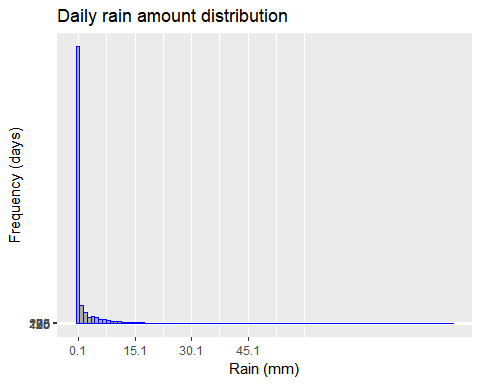 Daily rain amount distribution
Frequency (days)
0.1 15.1 30.1 45.1
Rain (mm)